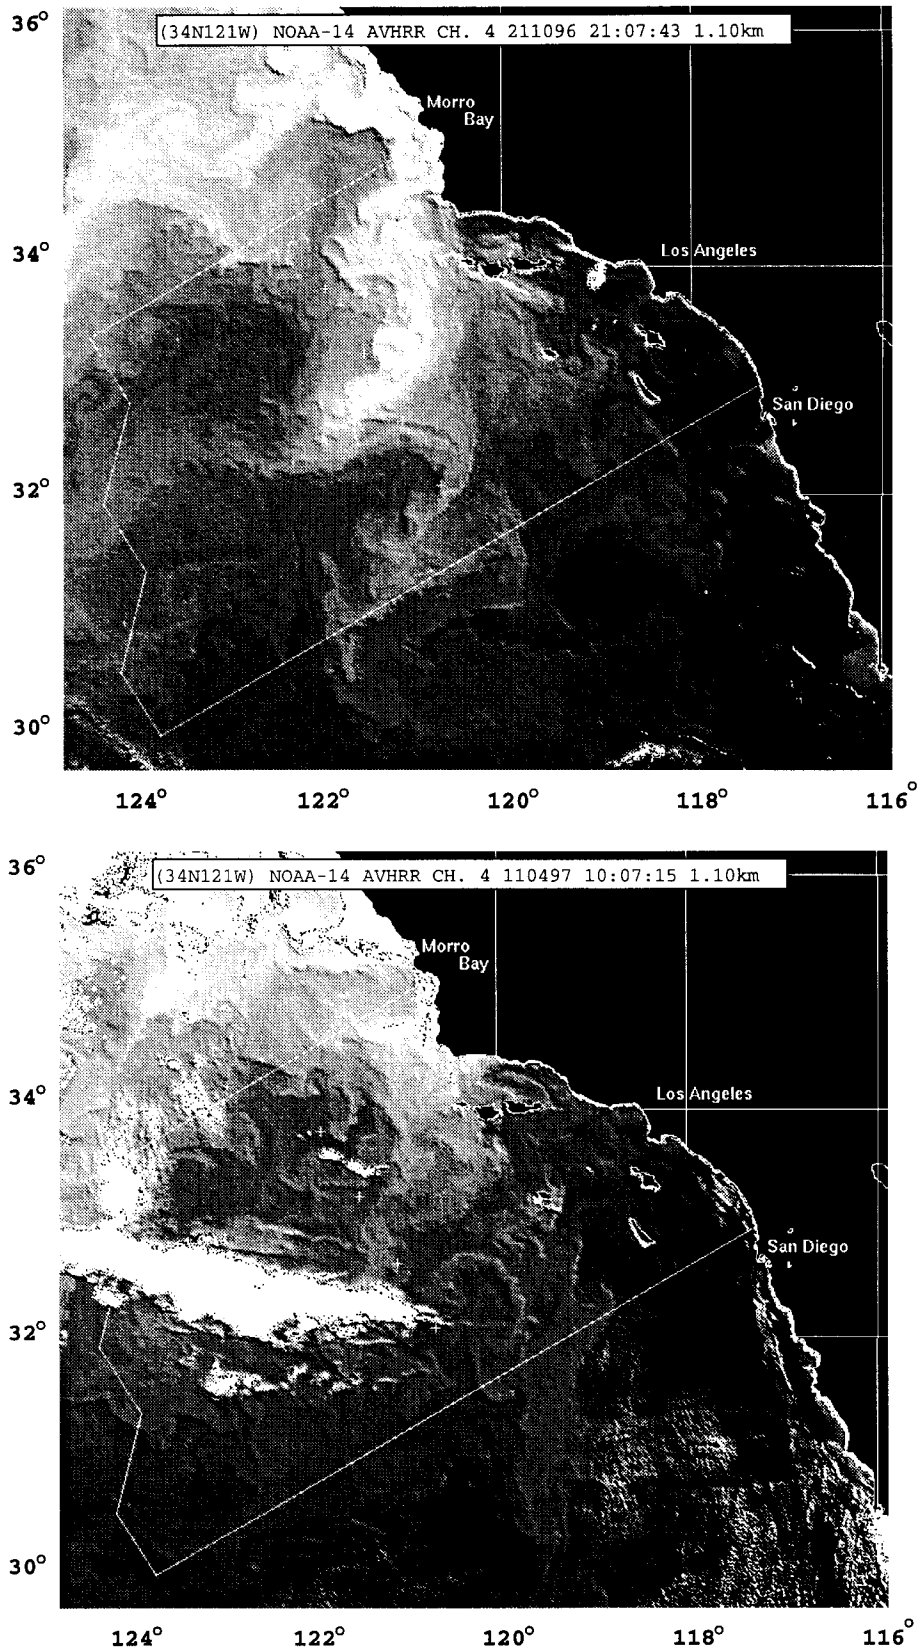 36°
(34N121W) NOAA-14 AVHRR CH. 4 211096 21:07:43 1.10km
Morro
Bay
34°
Los Angeles
San Diego
32°
30°
124° 122° 120° 118° 116°
36°
(34N121W) NOAA-14 AVHRR CH. 4 110497 10:07:15 1.10km
Morro
Bay
34°
Los Angeles
San Diego
32°
30°
124° 122° 120° 118° 116°